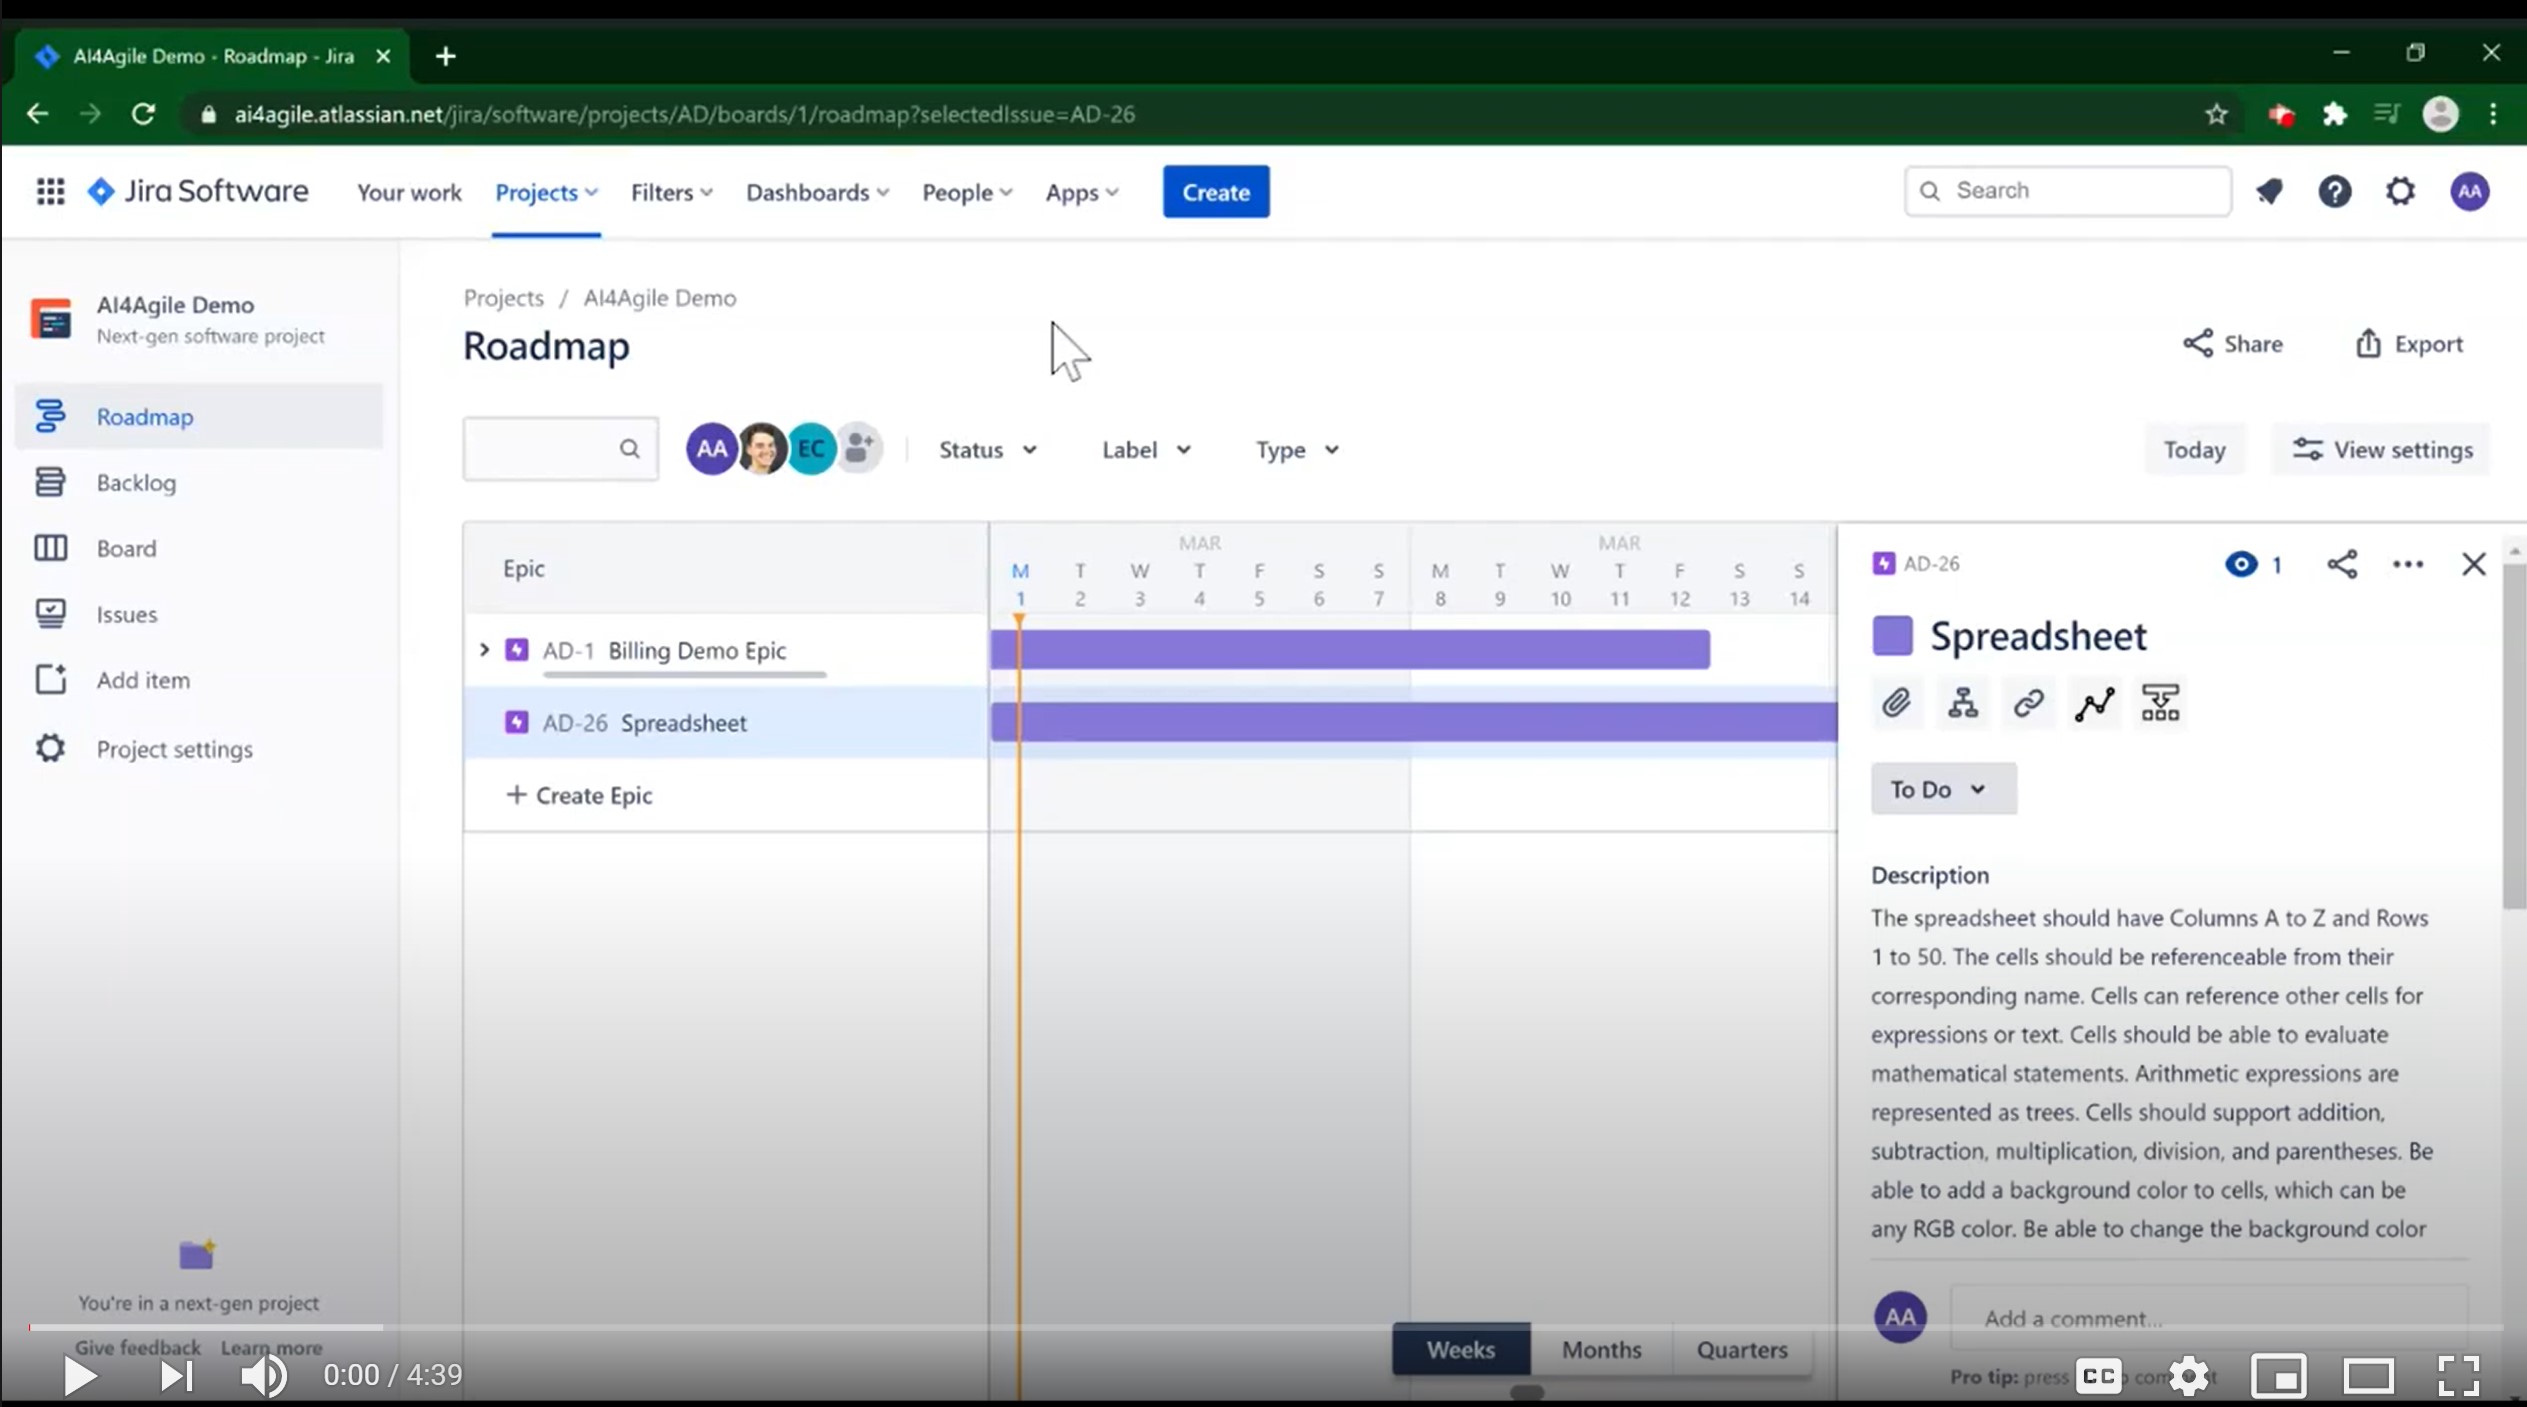 AI4Agile Demo - Roadmap - Jira
ai4agile.atlassian.net/jira/software/projects/AD/boards/1/roadmap?selectedIssue=AD-26
Jira Software
Your work
Projects
Filters
Dashboards
People
Apps
Create
Search
AA
AI4Agile Demo
Next-gen software project
Roadmap
Backlog
Board
Issues
Add item
Project settings
You're in a next-gen project
Give feedback Learn more
Projects / AI4Agile Demo
Roadmap
Share
Export
AA
EC
Status
Label
Type
Today
View settings
Epic
MAR MAR
M T W T F S S M T W T F S S
1 2 3 4 5 6 7 8 9 10 11 12 13 14
AD-1 Billing Demo Epic
AD-26 Spreadsheet
+ Create Epic
Weeks
Months
Quarters
AD-26
1
Spreadsheet
To Do
Description
The spreadsheet should have Columns A to Z and Rows
1 to 50. The cells should be referenceable from their
corresponding name. Cells can reference other cells for
expressions or text. Cells should be able to evaluate
mathematical statements. Arithmetic expressions are
represented as trees. Cells should support addition,
subtraction, multiplication, division, and parentheses. Be
able to add a background color to cells, which can be
any RGB color. Be able to change the background color
AA
Add a comment...
Pro tip: press
0:00 / 4:39
CC